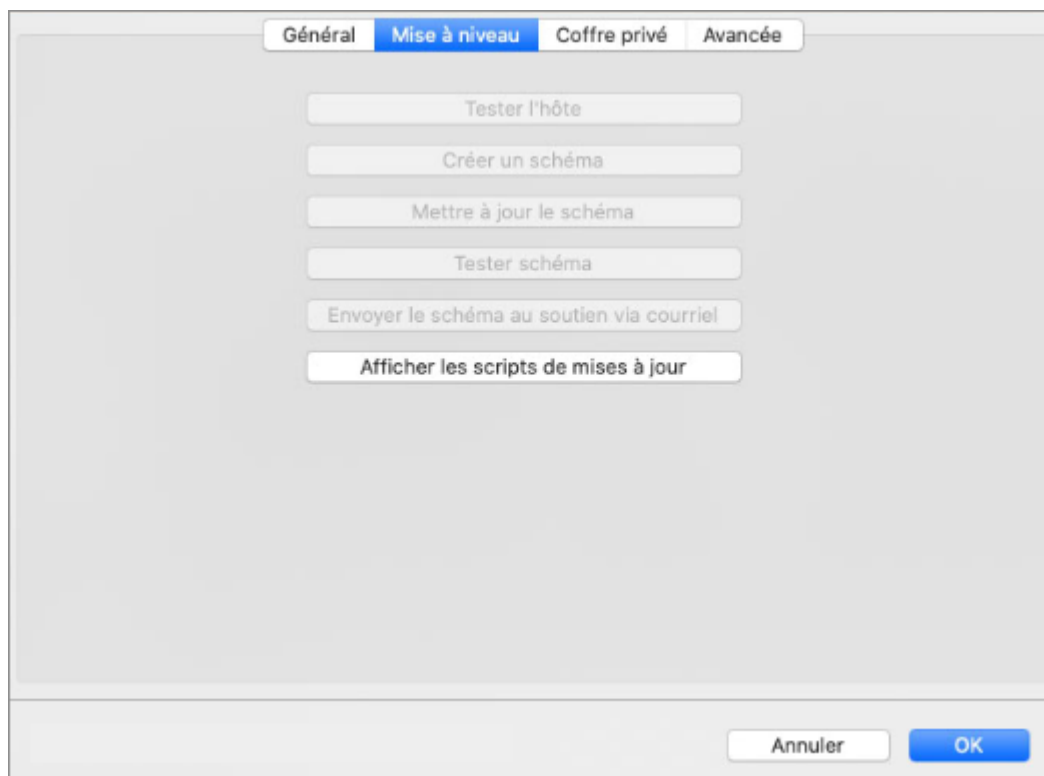 Général Mise à niveau Coffre privé Avancée
Tester l'hôte
Créer un schéma
Mettre à jour le schéma
Tester schéma
Envoyer le schéma au soutien via courriel
Afficher les scripts de mises à jour
Annuler OK